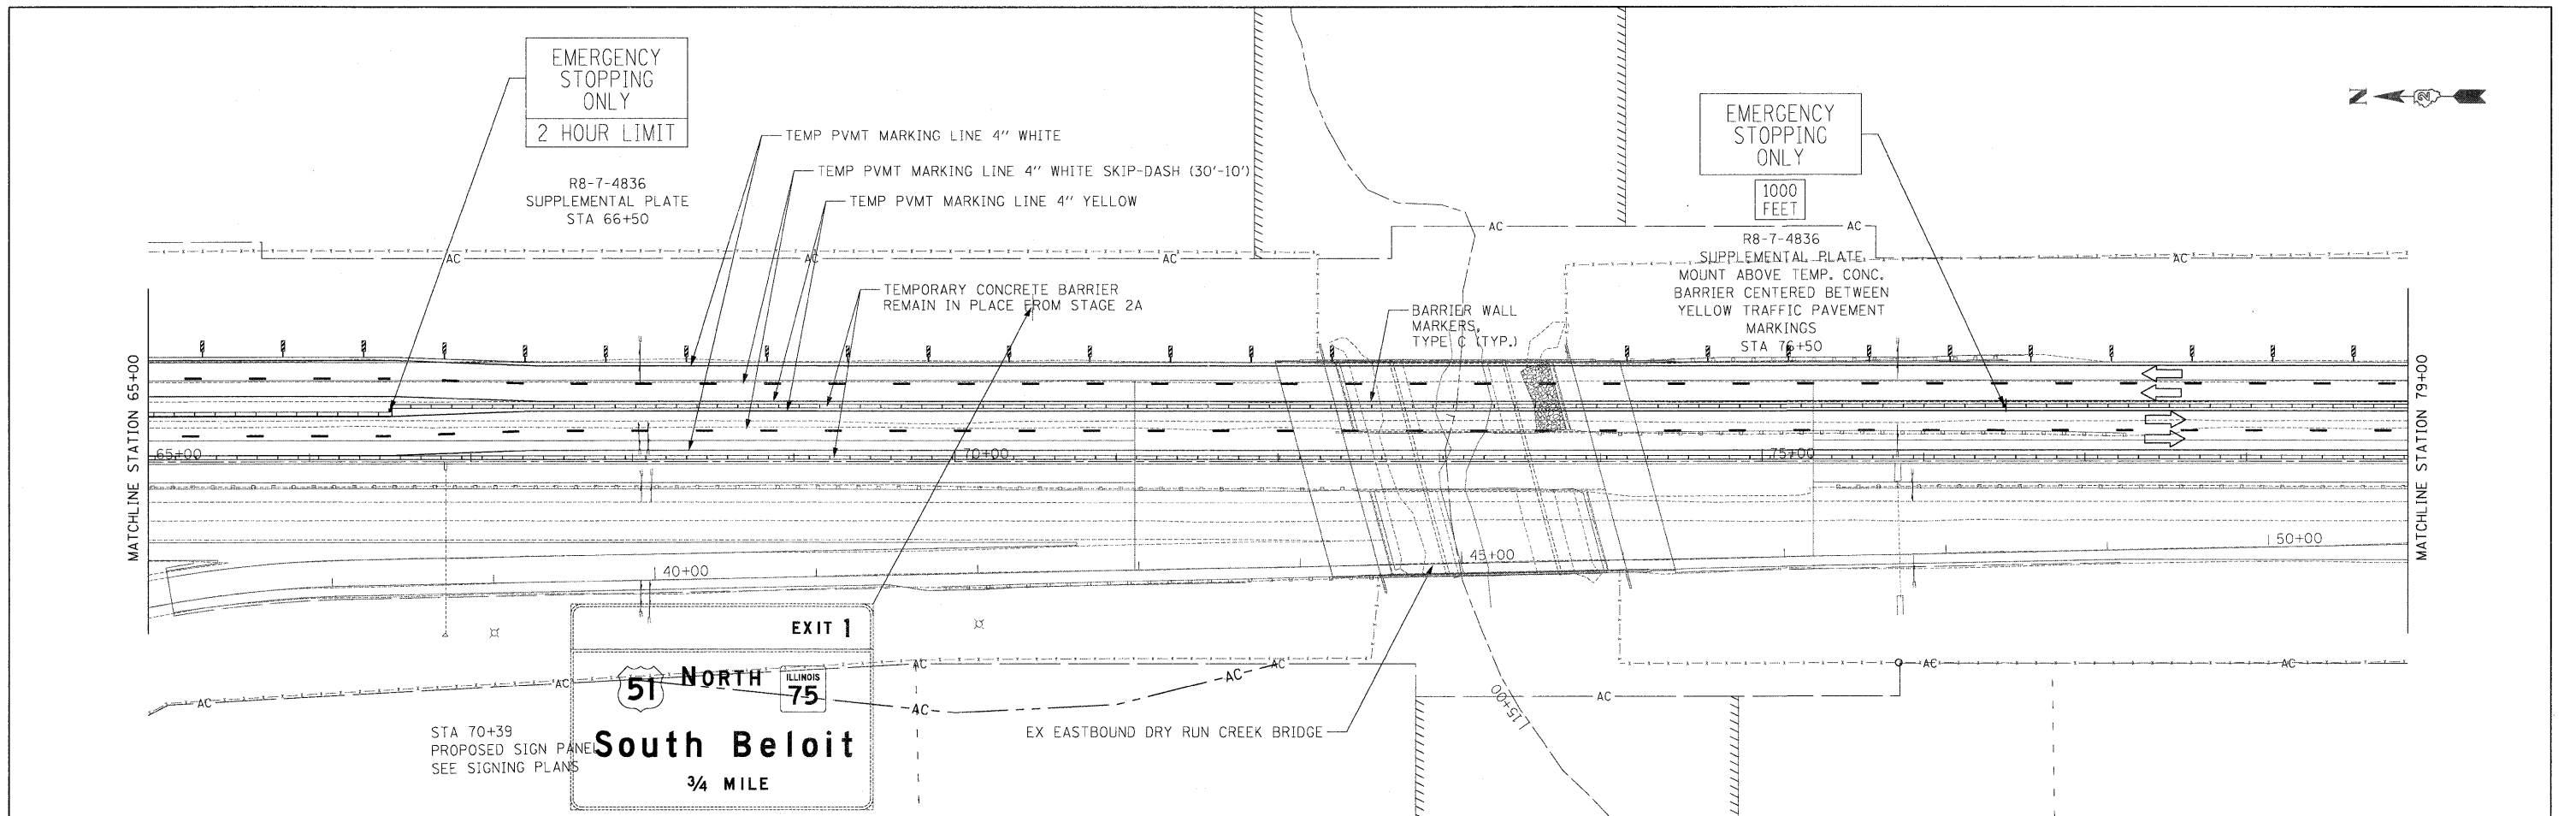 EMERGENCY
STOPPING
ONLY
2 HOUR LIMIT
R8-7-4836
SUPPLEMENTAL PLATE
STA 66+50
TEMP PVMT MARKING LINE 4" WHITE
TEMP PVMT MARKING LINE 4" WHITE SKIP-DASH (30'-10')
TEMP PVMT MARKING LINE 4" YELLOW
TEMPORARY CONCRETE BARRIER
REMAIN IN PLACE FROM STAGE 2A
BARRIER WALL
MARKERS,
TYPE C (TYP.)
EMERGENCY
STOPPING
ONLY
1000
FEET
R8-7-4836
SUPPLEMENTAL PLATE,
MOUNT ABOVE TEMP. CONC.
BARRIER CENTERED BETWEEN
YELLOW TRAFFIC PAVEMENT
MARKINGS
STA 76+50
N
AC
AC
AC
AC
AC
AC
MATCHLINE STATION 65+00
MATCHLINE STATION 79+00
65+00
70+00
75+00
40+00
45+00
50+00
L15+00
EXIT 1
51 NORTH ILLINOIS 75
South Beloit
3/4 MILE
STA 70+39
PROPOSED SIGN PANEL
SEE SIGNING PLANS
EX EASTBOUND DRY RUN CREEK BRIDGE
AC
AC
AC
AC
AC
AC
AC
AC
AC